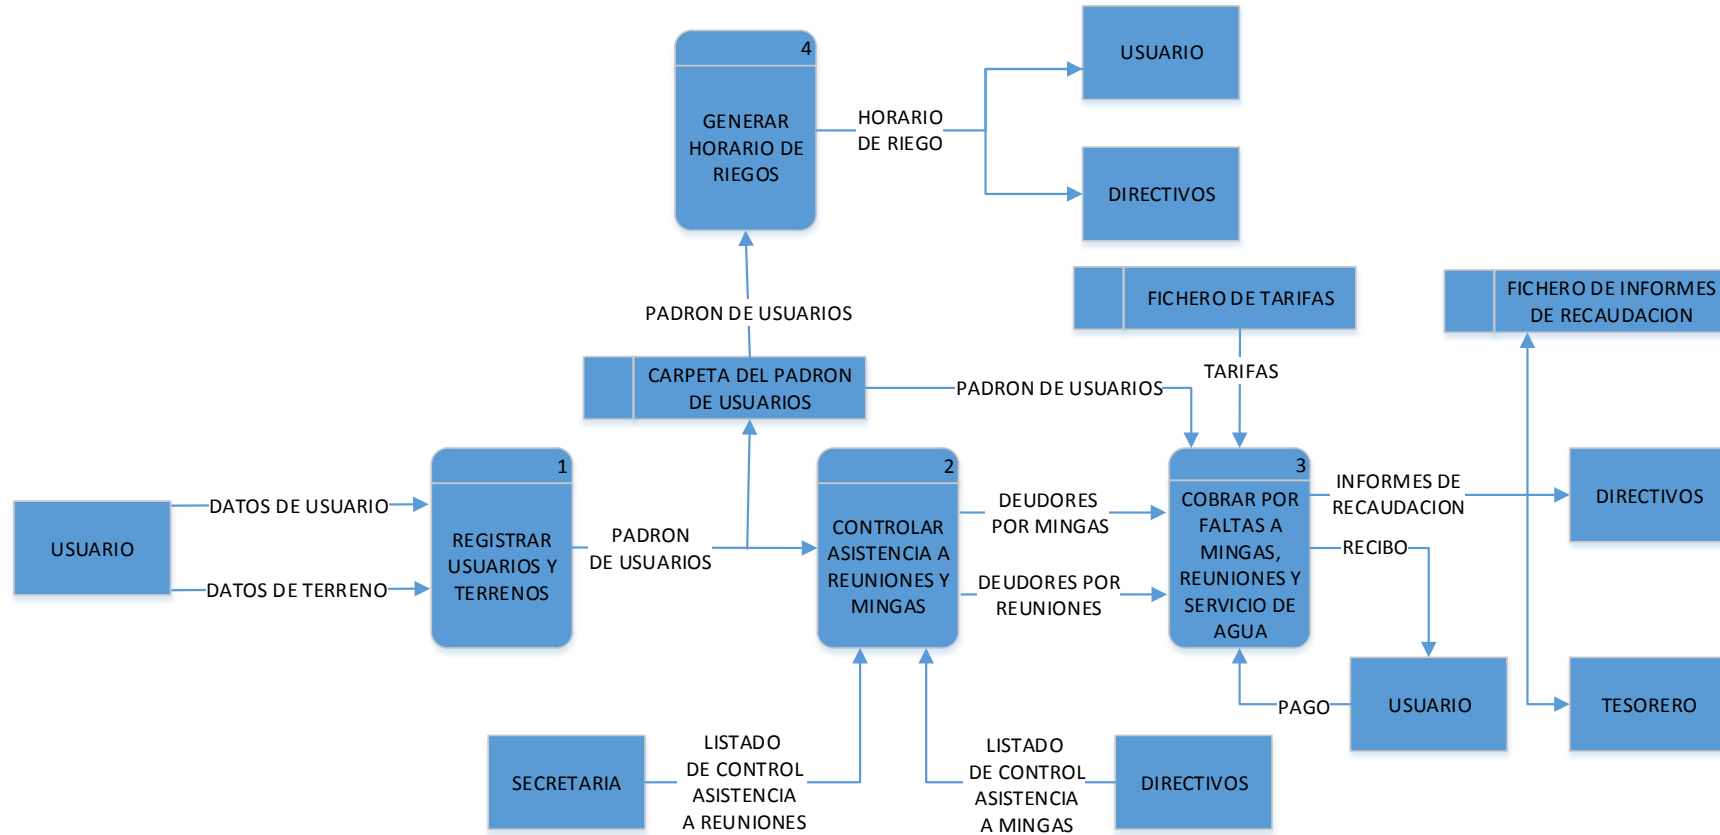 4
GENERAR
HORARIO DE
RIEGOS
HORARIO
DE RIEGO
USUARIO
DIRECTIVOS
PADRON DE USUARIOS
FICHERO DE TARIFAS
FICHERO DE INFORMES
DE RECAUDACION
CARPETA DEL PADRON
DE USUARIOS
PADRON DE USUARIOS
TARIFAS
USUARIO
DATOS DE USUARIO
DATOS DE TERRENO
1
REGISTRAR
USUARIOS Y
TERRENOS
PADRON
DE USUARIOS
2
CONTROLAR
ASISTENCIA A
REUNIONES Y
MINGAS
DEUDORES
POR MINGAS
DEUDORES POR
REUNIONES
3
COBRAR POR
FALTAS A
MINGAS,
REUNIONES Y
SERVICIO DE
AGUA
INFORMES DE
RECAUDACION
RECIBO
DIRECTIVOS
PAGO
USUARIO
TESORERO
SECRETARIA
LISTADO
DE CONTROL
ASISTENCIA
A REUNIONES
LISTADO
DE CONTROL
ASISTENCIA
A MINGAS
DIRECTIVOS